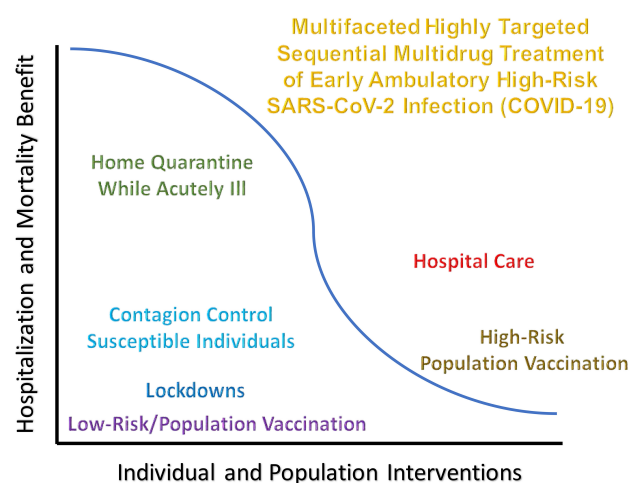 Multifaceted Highly Targeted
Sequential Multidrug Treatment
of Early Ambulatory High-Risk
SARS-CoV-2 Infection (COVID-19)
Hospitalization and Mortality Benefit
Home Quarantine
While Acutely Ill
Hospital Care
Contagion Control
Susceptible Individuals
High-Risk
Population Vaccination
Lockdowns
Low-Risk/Population Vaccination
Individual and Population Interventions